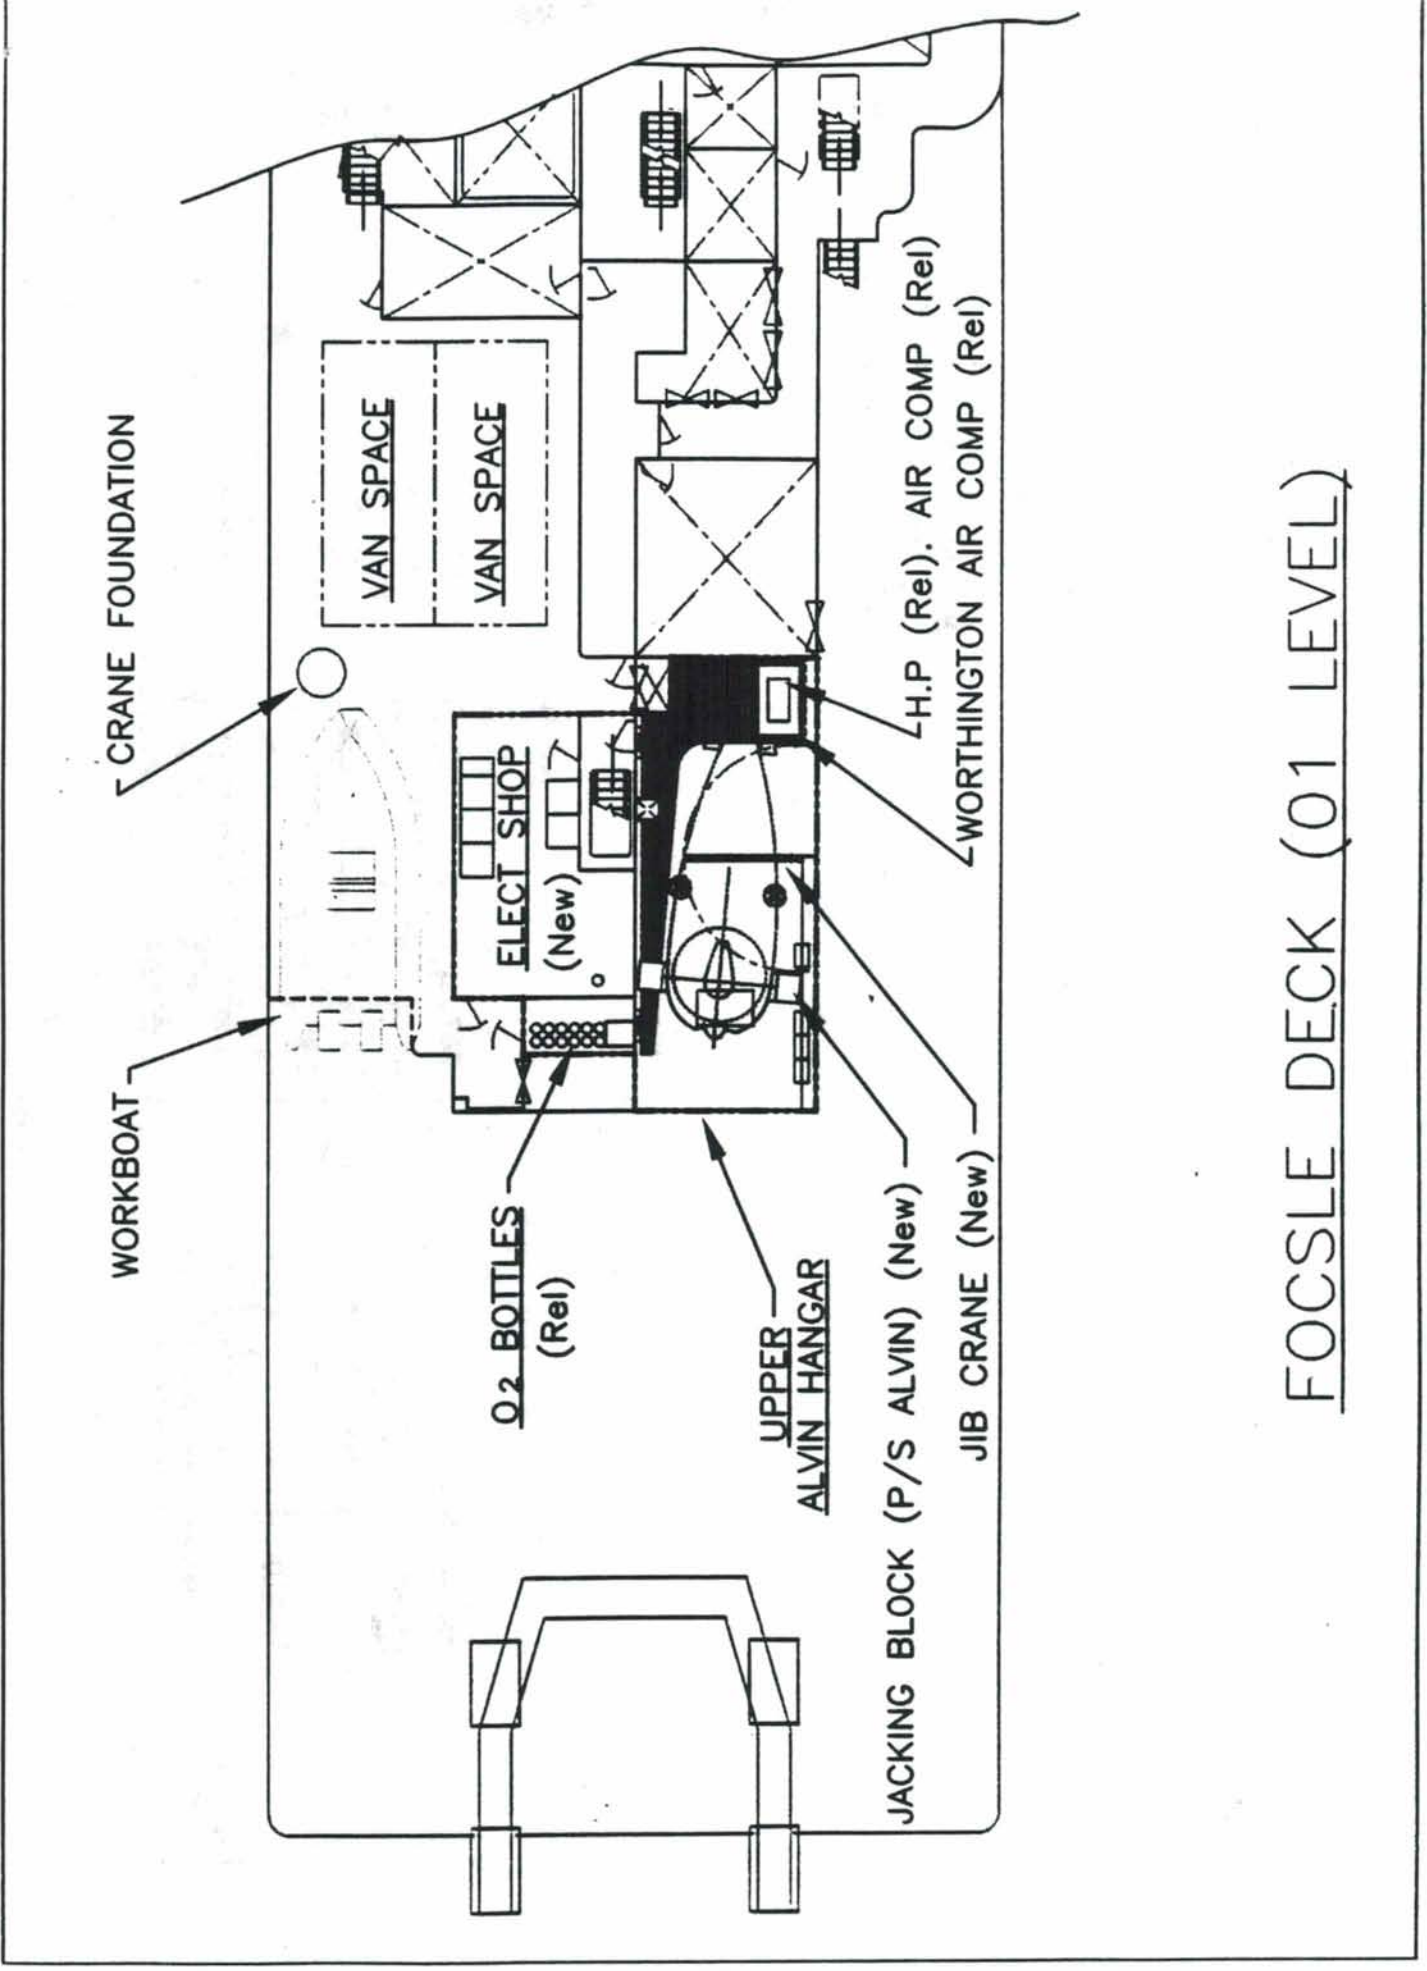 CRANE FOUNDATION
WORKBOAT
VAN SPACE
VAN SPACE
ELECT SHOP
(New)
O2 BOTTLES
(Rel)
UPPER
ALVIN HANGAR
H.P (Rel). AIR COMP (Rel)
WORTHINGTON AIR COMP (Rel)
JACKING BLOCK (P/S ALVIN) (New)
JIB CRANE (New)
FOCSLE DECK (01 LEVEL)